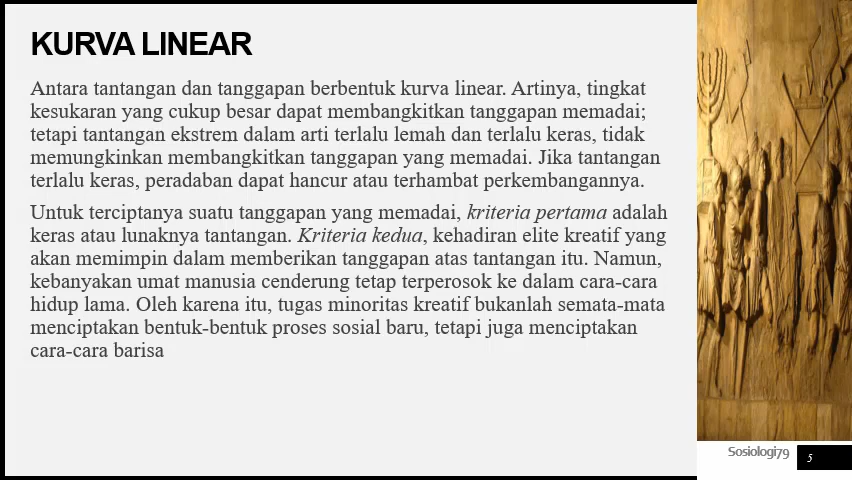 KURVA LINEAR
Antara tantangan dan tanggapan berbentuk kurva linear. Artinya, tingkat
kesukaran yang cukup besar dapat membangkitkan tanggapan memadai;
tetapi tantangan ekstrem dalam arti terlalu lemah dan terlalu keras, tidak
memungkinkan membangkitkan tanggapan yang memadai. Jika tantangan
terlalu keras, peradaban dapat hancur atau terhambat perkembangannya.
Untuk terciptanya suatu tanggapan yang memadai, kriteria pertama adalah
keras atau lunaknya tantangan. Kriteria kedua, kehadiran elite kreatif yang
akan memimpin dalam memberikan tanggapan atas tantangan itu. Namun,
kebanyakan umat manusia cenderung tetap terperosok ke dalam cara-cara
hidup lama. Oleh karena itu, tugas minoritas kreatif bukanlah semata-mata
menciptakan bentuk-bentuk proses sosial baru, tetapi juga menciptakan
cara-cara barisa
Sosiologi79
5